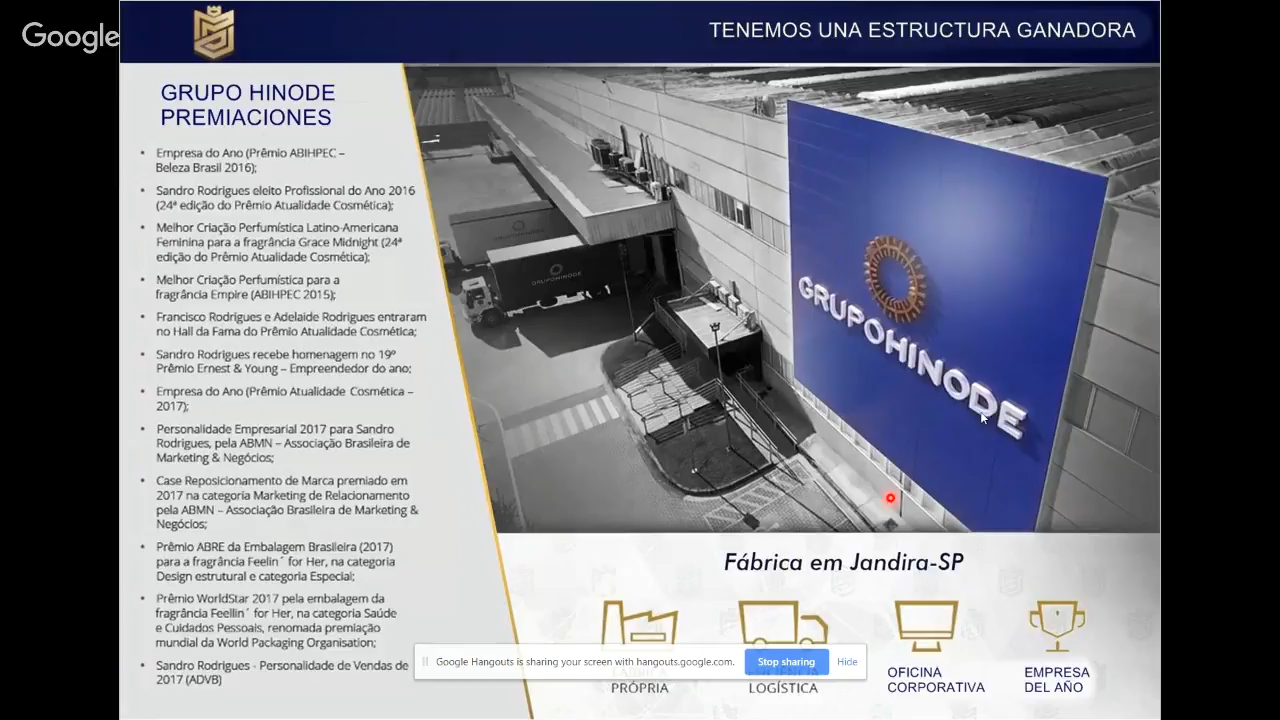 Google
TENEMOS UNA ESTRUCTURA GANADORA
GRUPO HINODE
PREMIACIONES
• Empresa do Ano (Prêmio ABIHPEC –
Beleza Brasil 2016);
• Sandro Rodrigues eleito Profissional do Ano 2016
(24ª edição do Prêmio Atualidade Cosmética);
• Melhor Criação Perfumística Latino-Americana
Feminina para a fragrância Grace Midnight (24ª
edição do Prêmio Atualidade Cosmética);
• Melhor Criação Perfumística para a
fragrância Empire (ABIHPEC 2015);
• Francisco Rodrigues e Adelaide Rodrigues entraram
no Hall da Fama do Prêmio Atualidade Cosmética;
• Sandro Rodrigues recebe homenagem no 19º
Prêmio Ernest & Young – Empreendedor do ano;
• Empresa do Ano (Prêmio Atualidade Cosmética –
2017);
• Personalidade Empresarial 2017 para Sandro
Rodrigues, pela ABMN – Associação Brasileira de
Marketing & Negócios;
• Case Reposicionamento de Marca premiado em
2017 na categoria Marketing de Relacionamento
pela ABMN – Associação Brasileira de Marketing &
Negócios;
• Prêmio ABRE da Embalagem Brasileira (2017)
para a fragrância Feelin´ for Her, na categoria
Design estrutural e categoria Especial;
• Prêmio WorldStar 2017 pela embalagem da
fragrância Feellin´ for Her, na categoria Saúde
e Cuidados Pessoais, renomada premiação
mundial da World Packaging Organisation;
• Sandro Rodrigues - Personalidade de Vendas de
2017 (ADVB)
GRUPOHINODE
GRUPOHINODE
Fábrica em Jandira-SP
Google Hangouts is sharing your screen with hangouts.google.com.
Stop sharing
Hide
PRÓPRIA
LOGÍSTICA
OFICINA
CORPORATIVA
EMPRESA
DEL AÑO